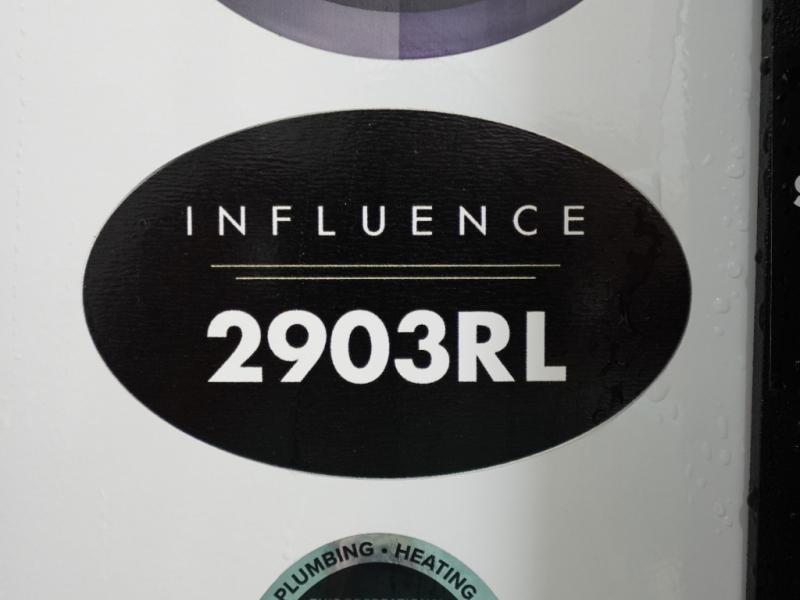 INFLUENCE
2903RL
PLUMBING • HEATING